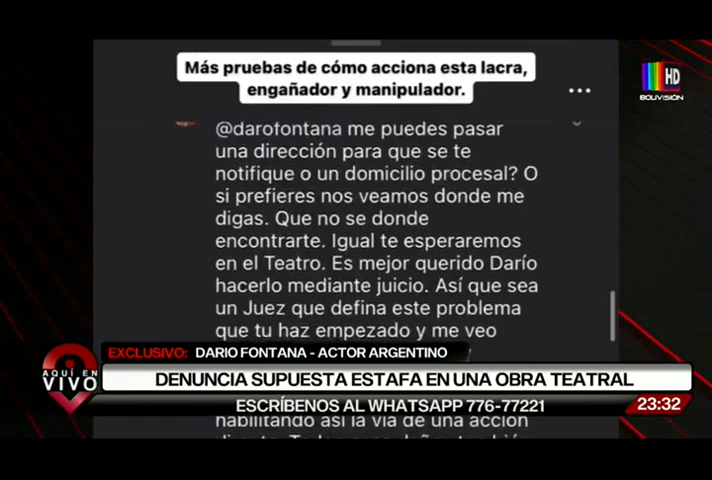 Más pruebas de cómo acciona esta lacra,
engañador y manipulador.
HD
BOLIVISIÓN
@darofontana me puedes pasar
una dirección para que se te
notifique o un domicilio procesal? O
si prefieres nos veamos donde me
digas. Que no se donde
encontrarte. Igual te esperaremos
en el Teatro. Es mejor querido Darío
hacerlo mediante juicio. Así que sea
un Juez que defina este problema
que tu haz empezado y me veo
EXCLUSIVO: DARIO FONTANA - ACTOR ARGENTINO
AQUÍ EN
VIVO
DENUNCIA SUPUESTA ESTAFA EN UNA OBRA TEATRAL
ESCRÍBENOS AL WHATSAPP 776-77221
23:32
habilitando así la vía de una acción